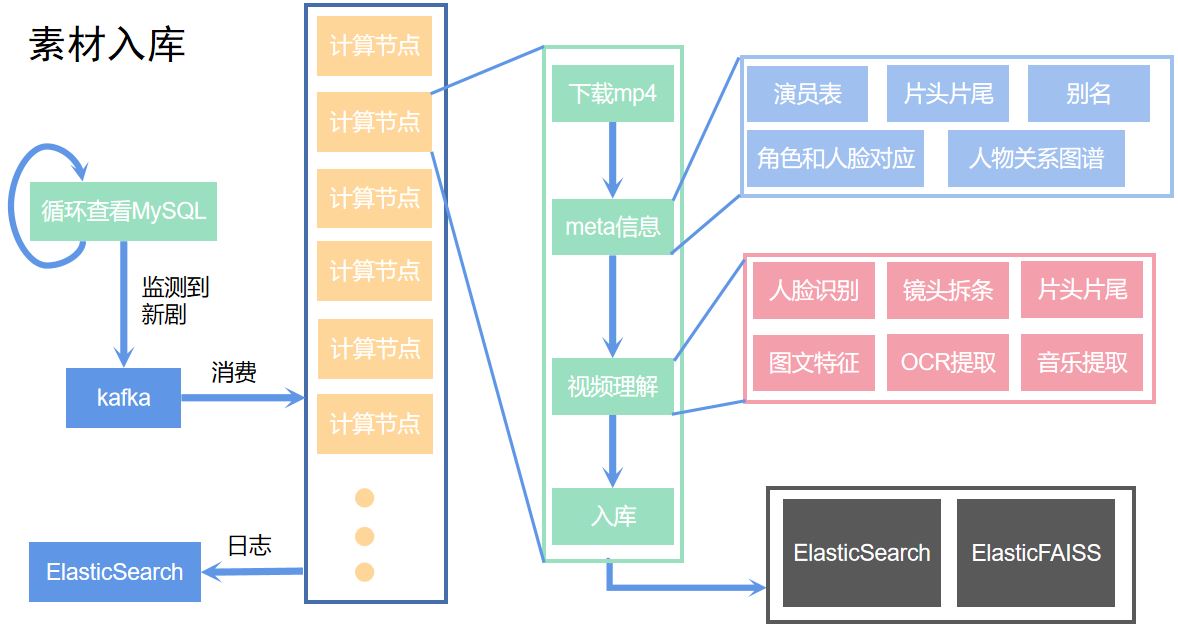 素材入库
循环查看MySQL
监测到
新剧
kafka
消费
日志
ElasticSearch
计算节点
计算节点
计算节点
计算节点
计算节点
计算节点
下载mp4
meta信息
视频理解
入库
演员表
片头片尾
别名
角色和人脸对应
人物关系图谱
人脸识别
镜头拆条
片头片尾
图文特征
OCR提取
音乐提取
ElasticSearch
ElasticFAISS